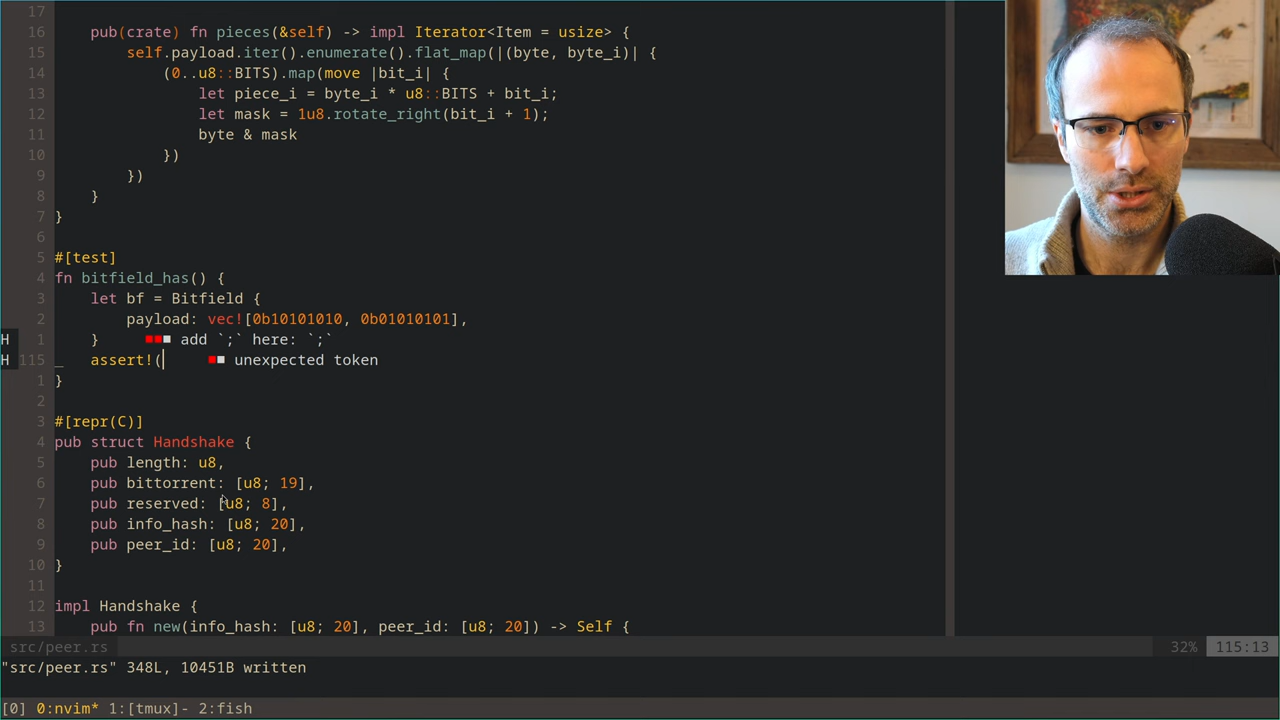 17
16 pub(crate) fn pieces(&self) -> impl Iterator<Item = usize> {
15 self.payload.iter().enumerate().flat_map(|(byte, byte_i)| {
14 (0..u8::BITS).map(move |bit_i| {
13 let piece_i = byte_i * u8::BITS + bit_i;
12 let mask = 1u8.rotate_right(bit_i + 1);
11 byte & mask
10 })
9 })
8 }
7 }
6
5 #[test]
4 fn bitfield_has() {
3 let bf = Bitfield {
2 payload: vec![0b10101010, 0b01010101],
H 1 } add `;` here: `;`
H 115 assert!( unexpected token
1 }
2
3 #[repr(C)]
4 pub struct Handshake {
5 pub length: u8,
6 pub bittorrent: [u8; 19],
7 pub reserved: [u8; 8],
8 pub info_hash: [u8; 20],
9 pub peer_id: [u8; 20],
10 }
11
12 impl Handshake {
13 pub fn new(info_hash: [u8; 20], peer_id: [u8; 20]) -> Self {
src/peer.rs 32% 115:13
"src/peer.rs" 348L, 10451B written
[0] 0:nvim* 1:[tmux]- 2:fish